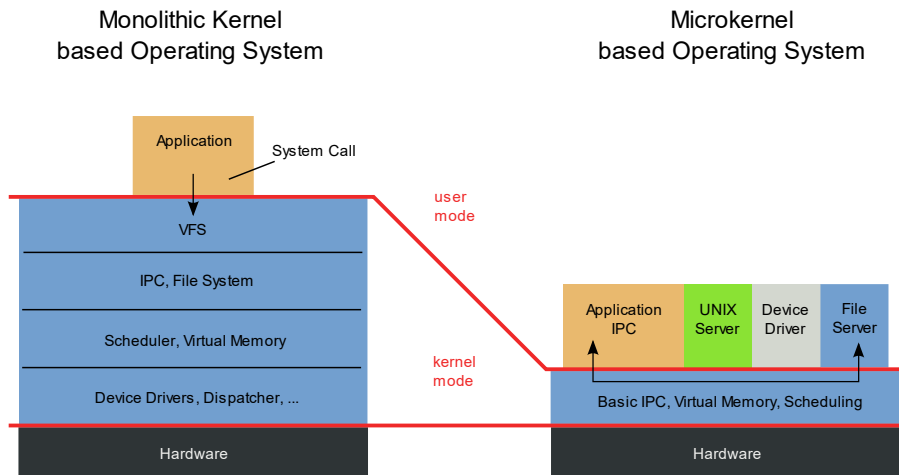 Monolithic Kernel
based Operating System
Microkernel
based Operating System
Application
System Call
user
mode
VFS
IPC, File System
Scheduler, Virtual Memory
kernel
mode
Device Drivers, Dispatcher, ...
Hardware
Application
IPC
UNIX
Server
Device
Driver
File
Server
Basic IPC, Virtual Memory, Scheduling
Hardware